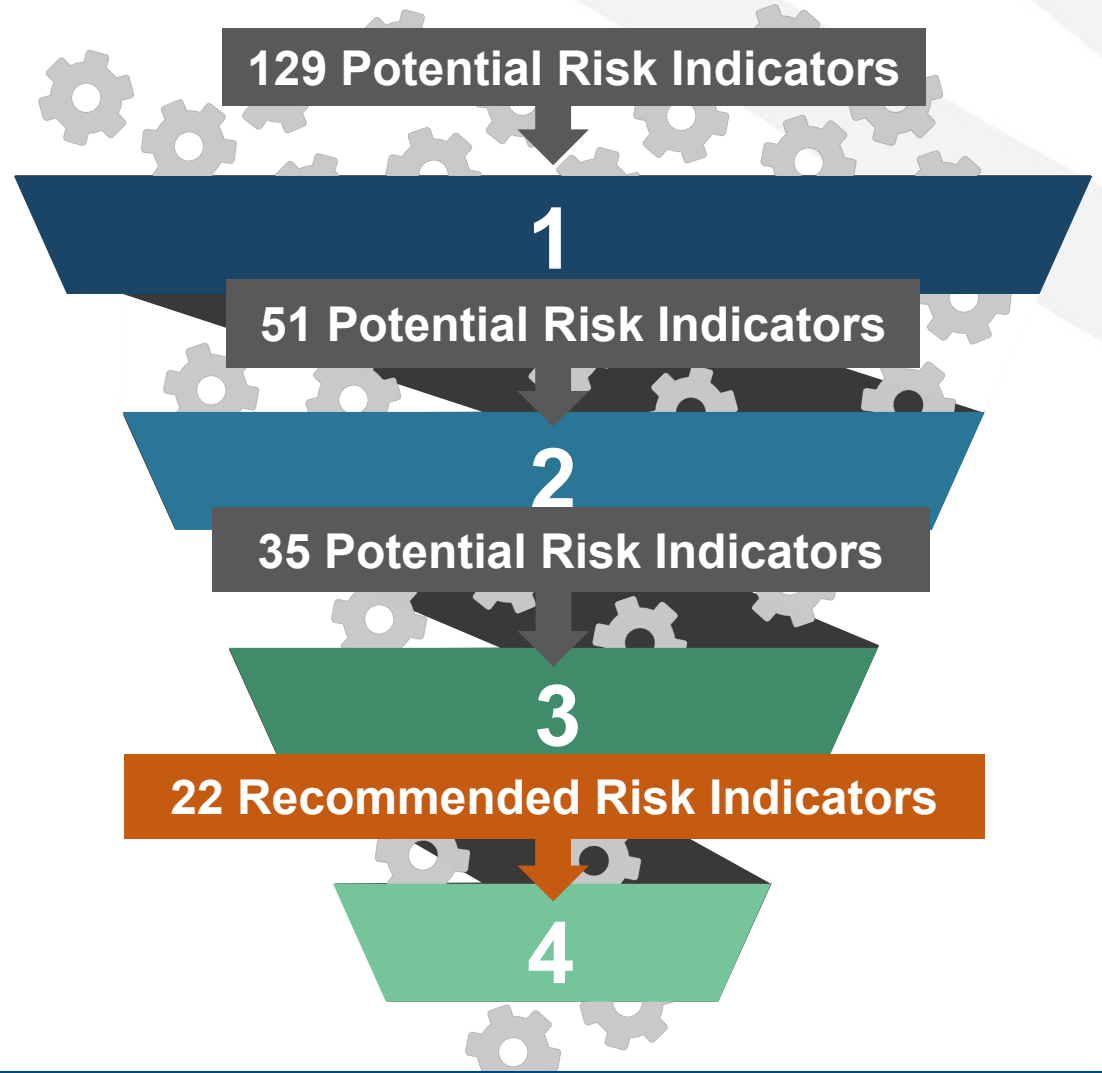 129 Potential Risk Indicators
1
51 Potential Risk Indicators
2
35 Potential Risk Indicators
3
22 Recommended Risk Indicators
4